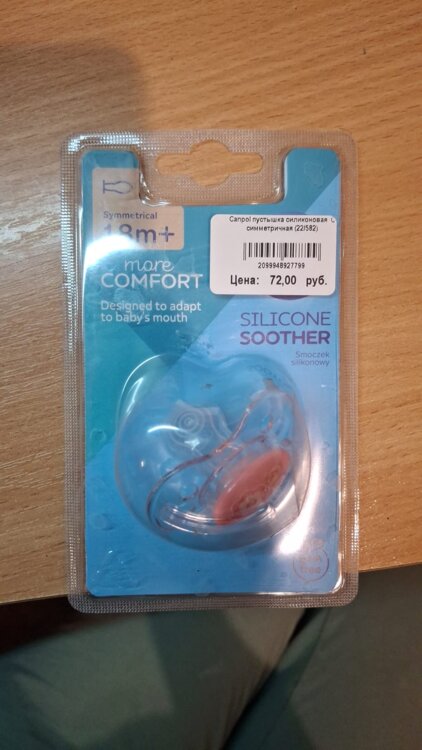 Symmetrical
18m+
more
COMFORT
Designed to adapt
to baby's mouth
Canpol пустышка силиконовая
симметричная (22/582)
2099948927799
Цена: 72,00 руб.
SILICONE
SOOTHER
Smoczek
silikonowy
free